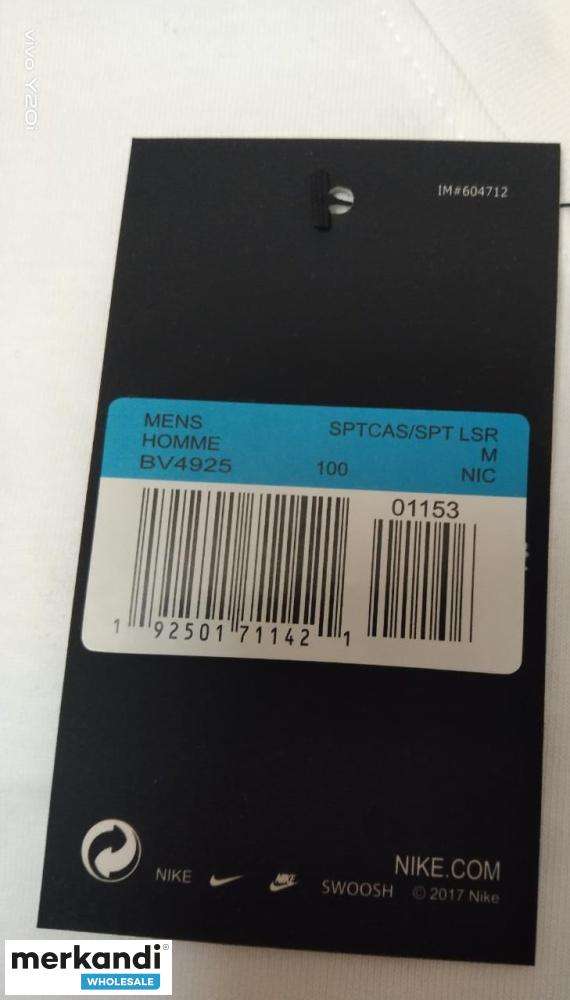 vivo Y20i
IM#604712
MENS SPTCAS/SPT LSR
HOMME M
BV4925 100 NIC
01153
1 92501 71142 1
NIKE NIKE SWOOSH
NIKE.COM
© 2017 Nike
merkandi®
WHOLESALE